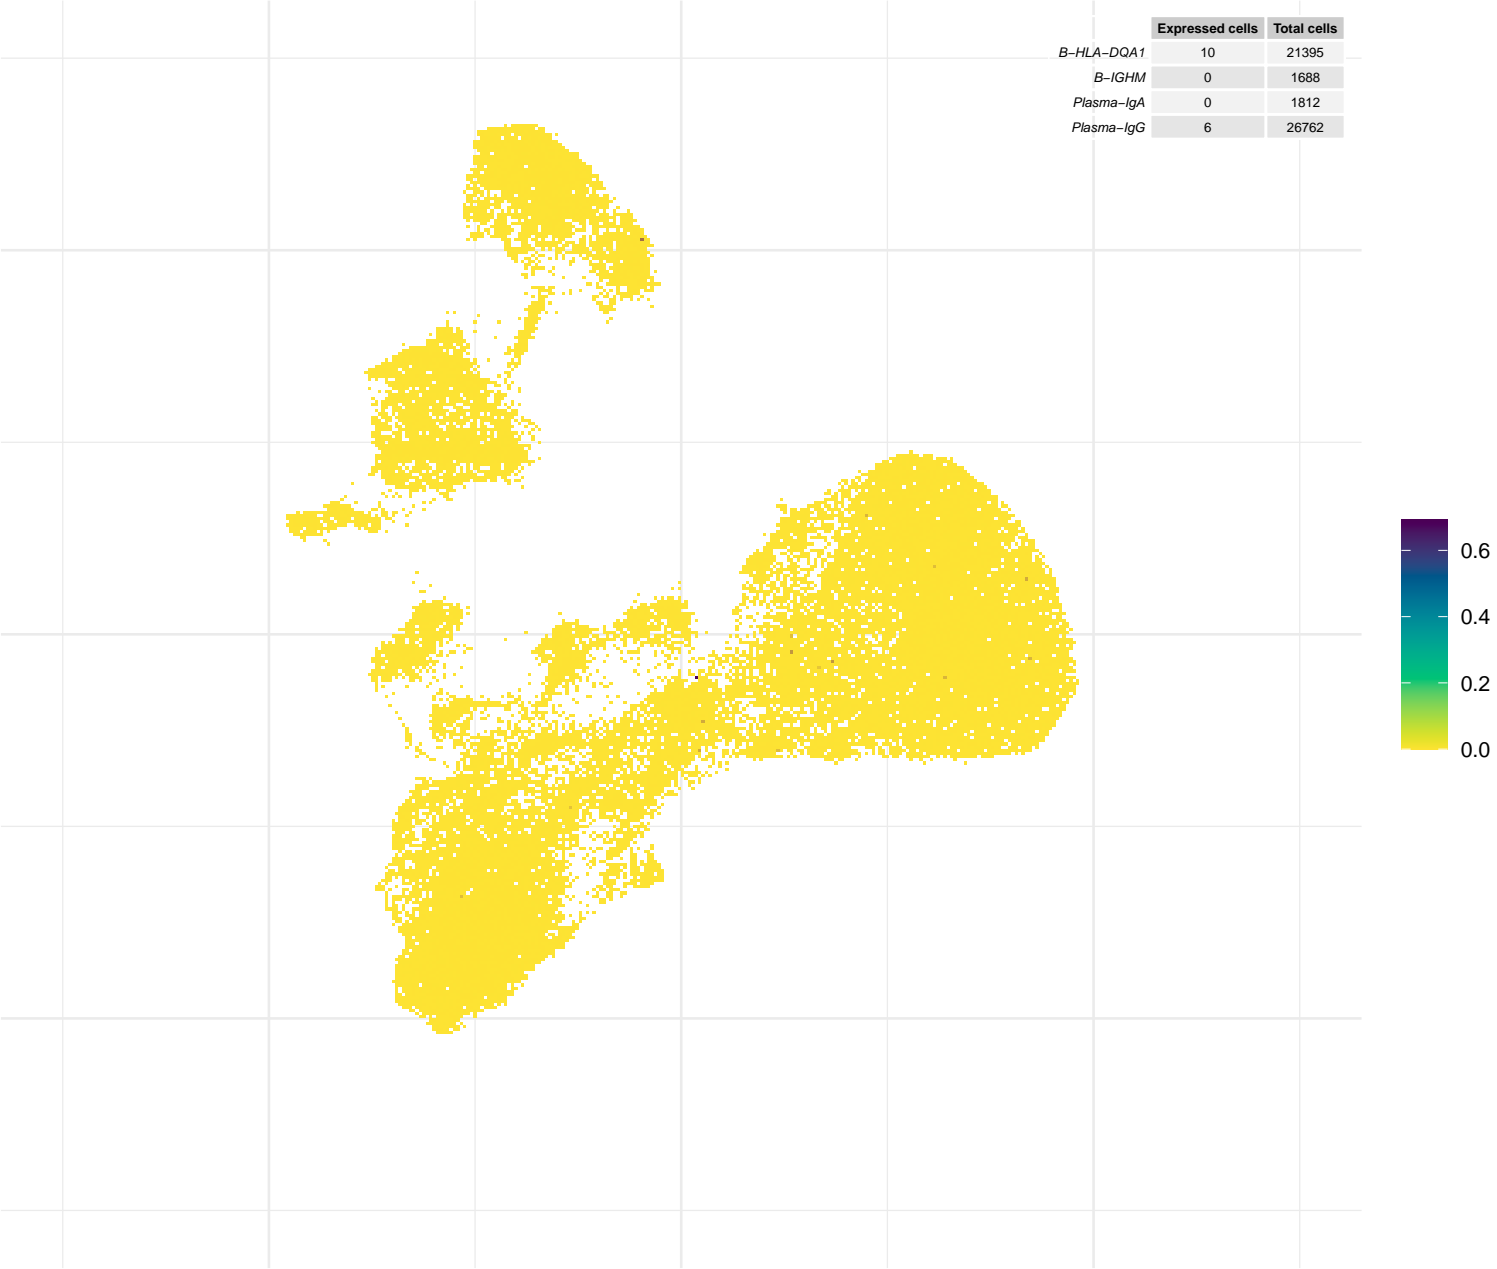 Expressed cells Total cells
B−HLA−DQA1 10 21395
B−IGHM 0 1688
Plasma−IgA 0 1812
Plasma−IgG 6 26762
0.6
0.4
0.2
0.0